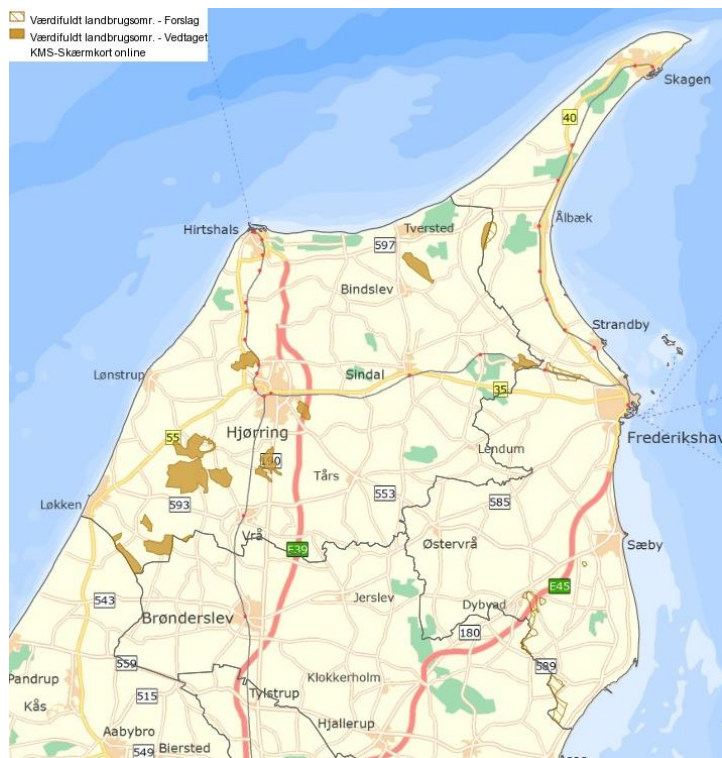 Værdifuldt landbrugsomr. - Forslag
Værdifuldt landbrugsomr. - Vedtaget
KMS-Skærmkort online
Skagen
40
Ålbæk
Hirtshals
Tversted
597
Bindslev
Strandby
Lønstrup
Sindal
35
Hjørring
Frederikshav
55
190
Lendum
Tårs
553
585
Løkken
593
Vrå
Østervrå
Sæby
E39
E45
543
Jerslev
Dybvad
Brønderslev
180
559
589
Pandrup
Klokkerholm
515
Tylstrup
Kås
Hjallerup
Aabybro
549
Biersted